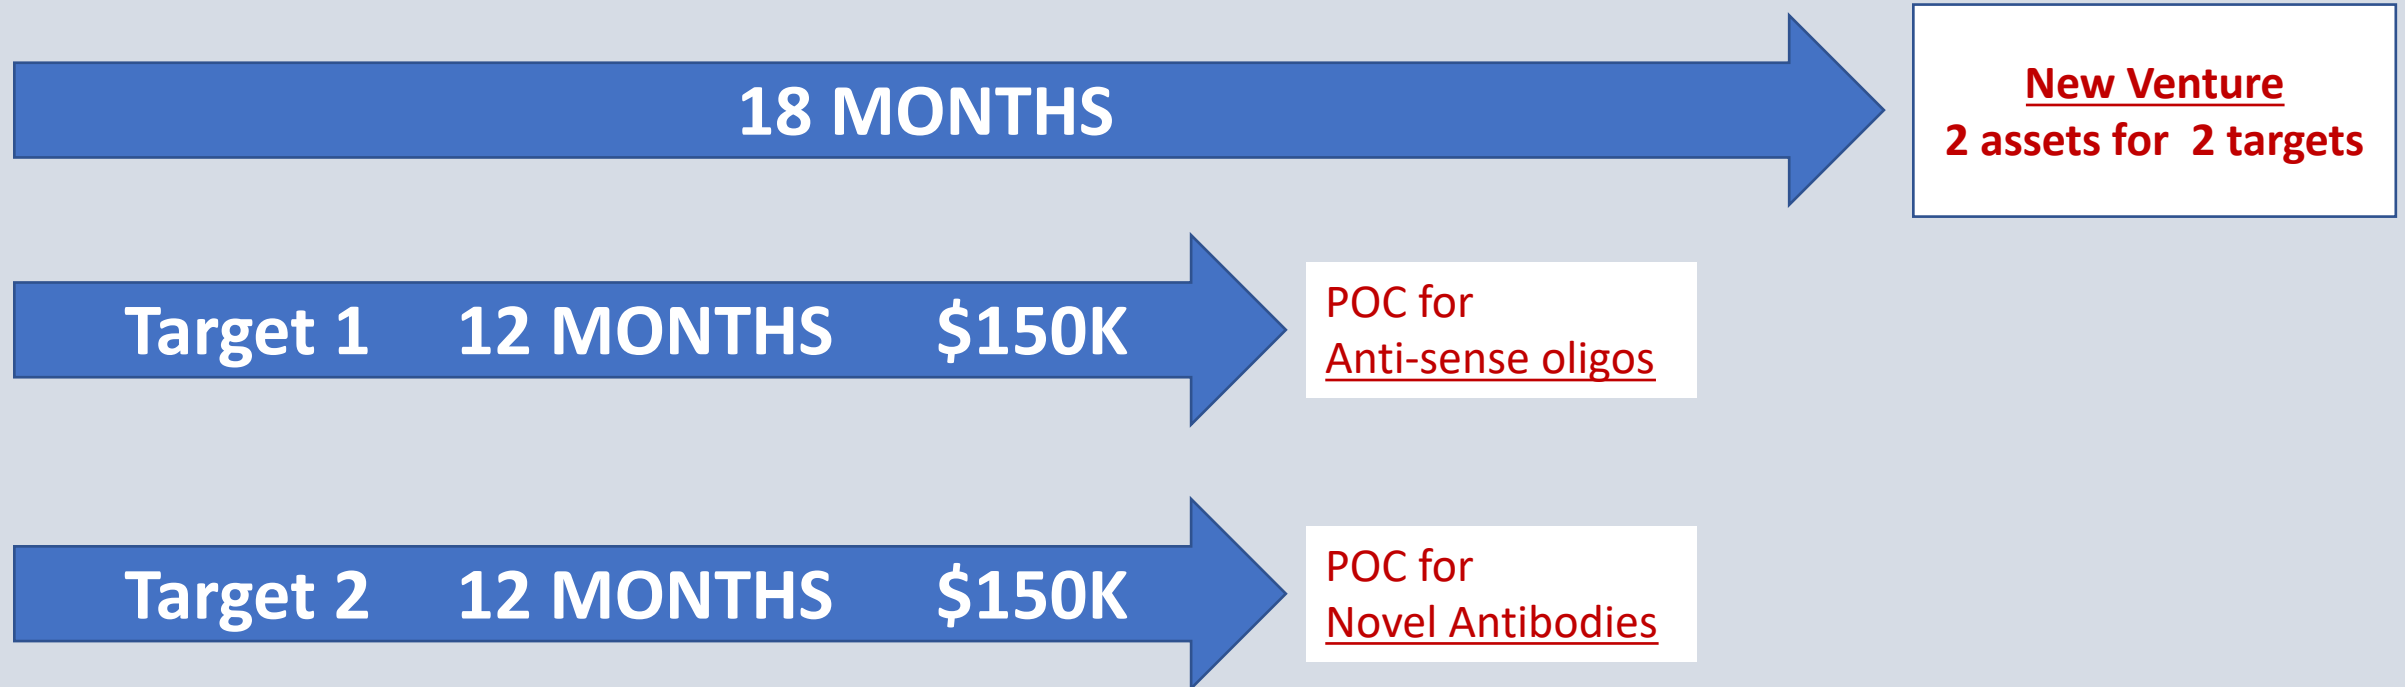 18 MONTHS
New Venture
2 assets for 2 targets
Target 1 12 MONTHS $150K
POC for
Anti-sense oligos
Target 2 12 MONTHS $150K
POC for
Novel Antibodies